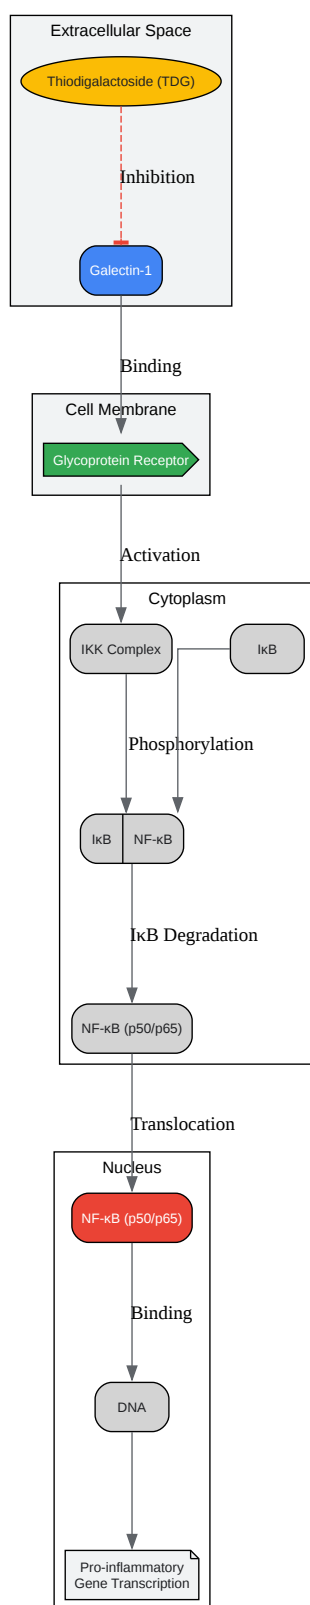 Extracellular Space
Thiodigalactoside (TDG)
Inhibition
Galectin-1
Binding
Cell Membrane
Glycoprotein Receptor
Activation
Cytoplasm
IKK Complex
IκB
Phosphorylation
IκB
NF-κB
IκB Degradation
NF-κB (p50/p65)
Translocation
Nucleus
NF-κB (p50/p65)
Binding
DNA
Pro-inflammatory
Gene Transcription